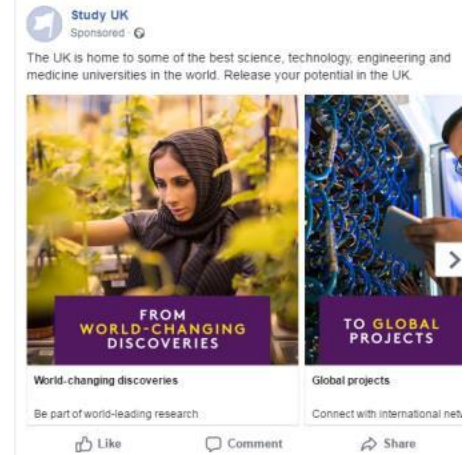 Study UK
Sponsored ·
The UK is home to some of the best science, technology, engineering and
medicine universities in the world. Release your potential in the UK.
FROM
WORLD-CHANGING
DISCOVERIES
TO GLOBAL
PROJECTS
World-changing discoveries
Global projects
Be part of world-leading research
Connect with international
Like
Comment
Share